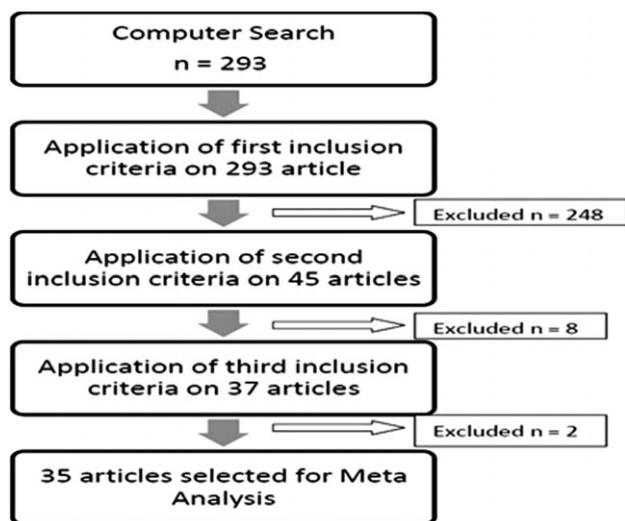 Computer Search
n = 293
Application of first inclusion
criteria on 293 article
Excluded n = 248
Application of second
inclusion criteria on 45 articles
Excluded n = 8
Application of third inclusion
criteria on 37 articles
Excluded n = 2
35 articles selected for Meta
Analysis